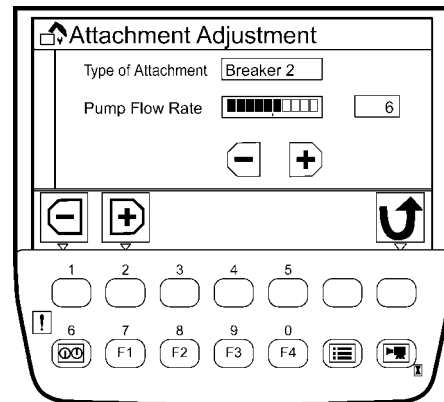 Attachment Adjustment
Type of Attachment Breaker 2
Pump Flow Rate 6
1 2 3 4 5
6 7 8 9 0
F1 F2 F3 F4